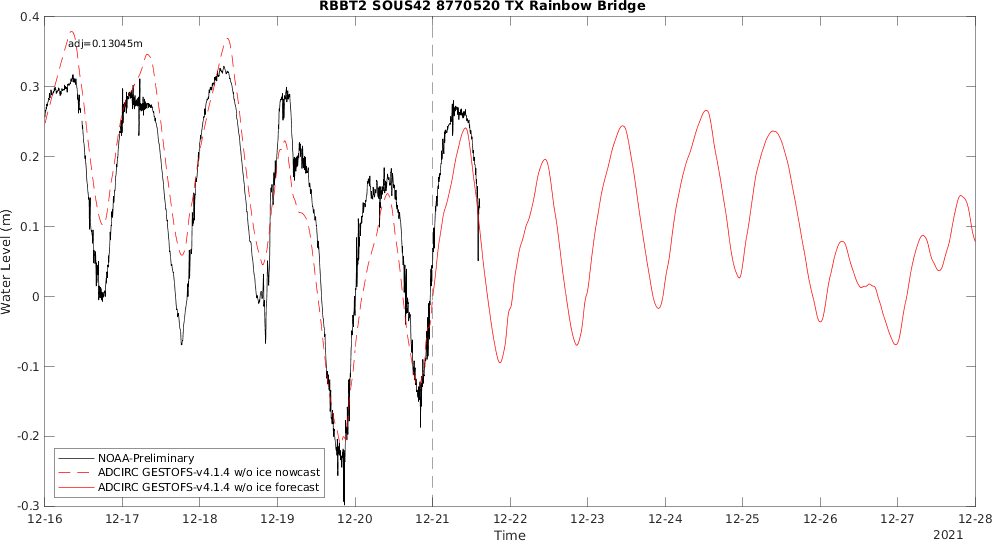 RBBT2 SOUS42 8770520 TX Rainbow Bridge
0.4
adj=0.13045m
0.3
0.2
0.1
0
-0.1
-0.2
-0.3
Water Level (m)
NOAA-Preliminary
ADCIRC GESTOFS-v4.1.4 w/o ice nowcast
ADCIRC GESTOFS-v4.1.4 w/o ice forecast
12-16 12-17 12-18 12-19 12-20 12-21 12-22 12-23 12-24 12-25 12-26 12-27 12-28
Time
2021